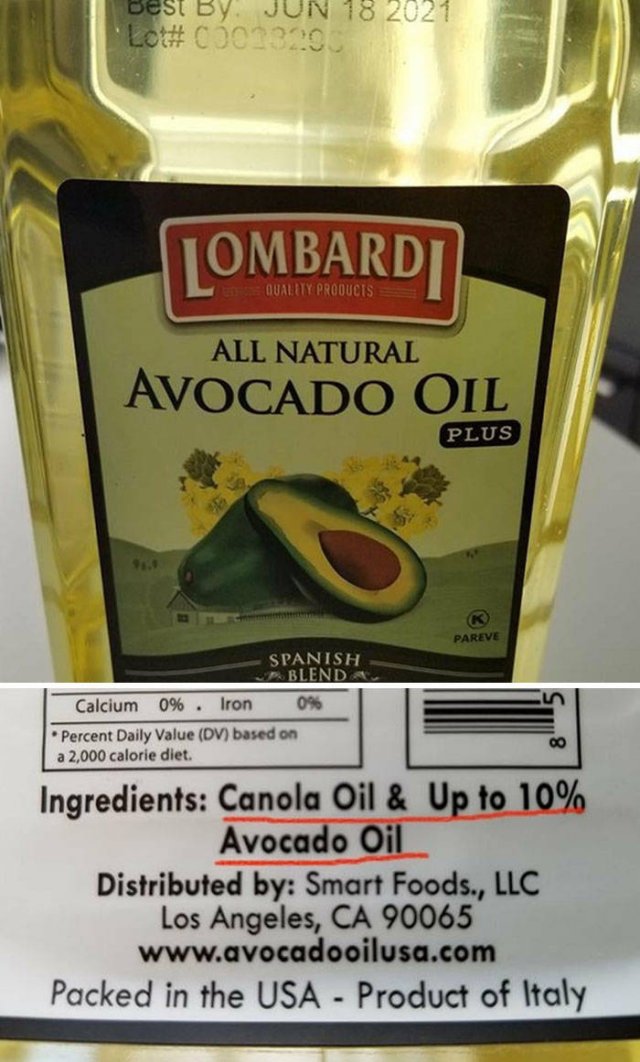 Best By: JUN 18 2021
Lot#
LOMBARDI
QUALITY PRODUCTS
ALL NATURAL
AVOCADO OIL
PLUS
K
PAREVE
SPANISH
BLEND
Calcium 0% . Iron 0%
* Percent Daily Value (DV) based on
a 2,000 calorie diet.
5
8
Ingredients: Canola Oil & Up to 10%
Avocado Oil
Distributed by: Smart Foods., LLC
Los Angeles, CA 90065
www.avocadooilusa.com
Packed in the USA - Product of Italy